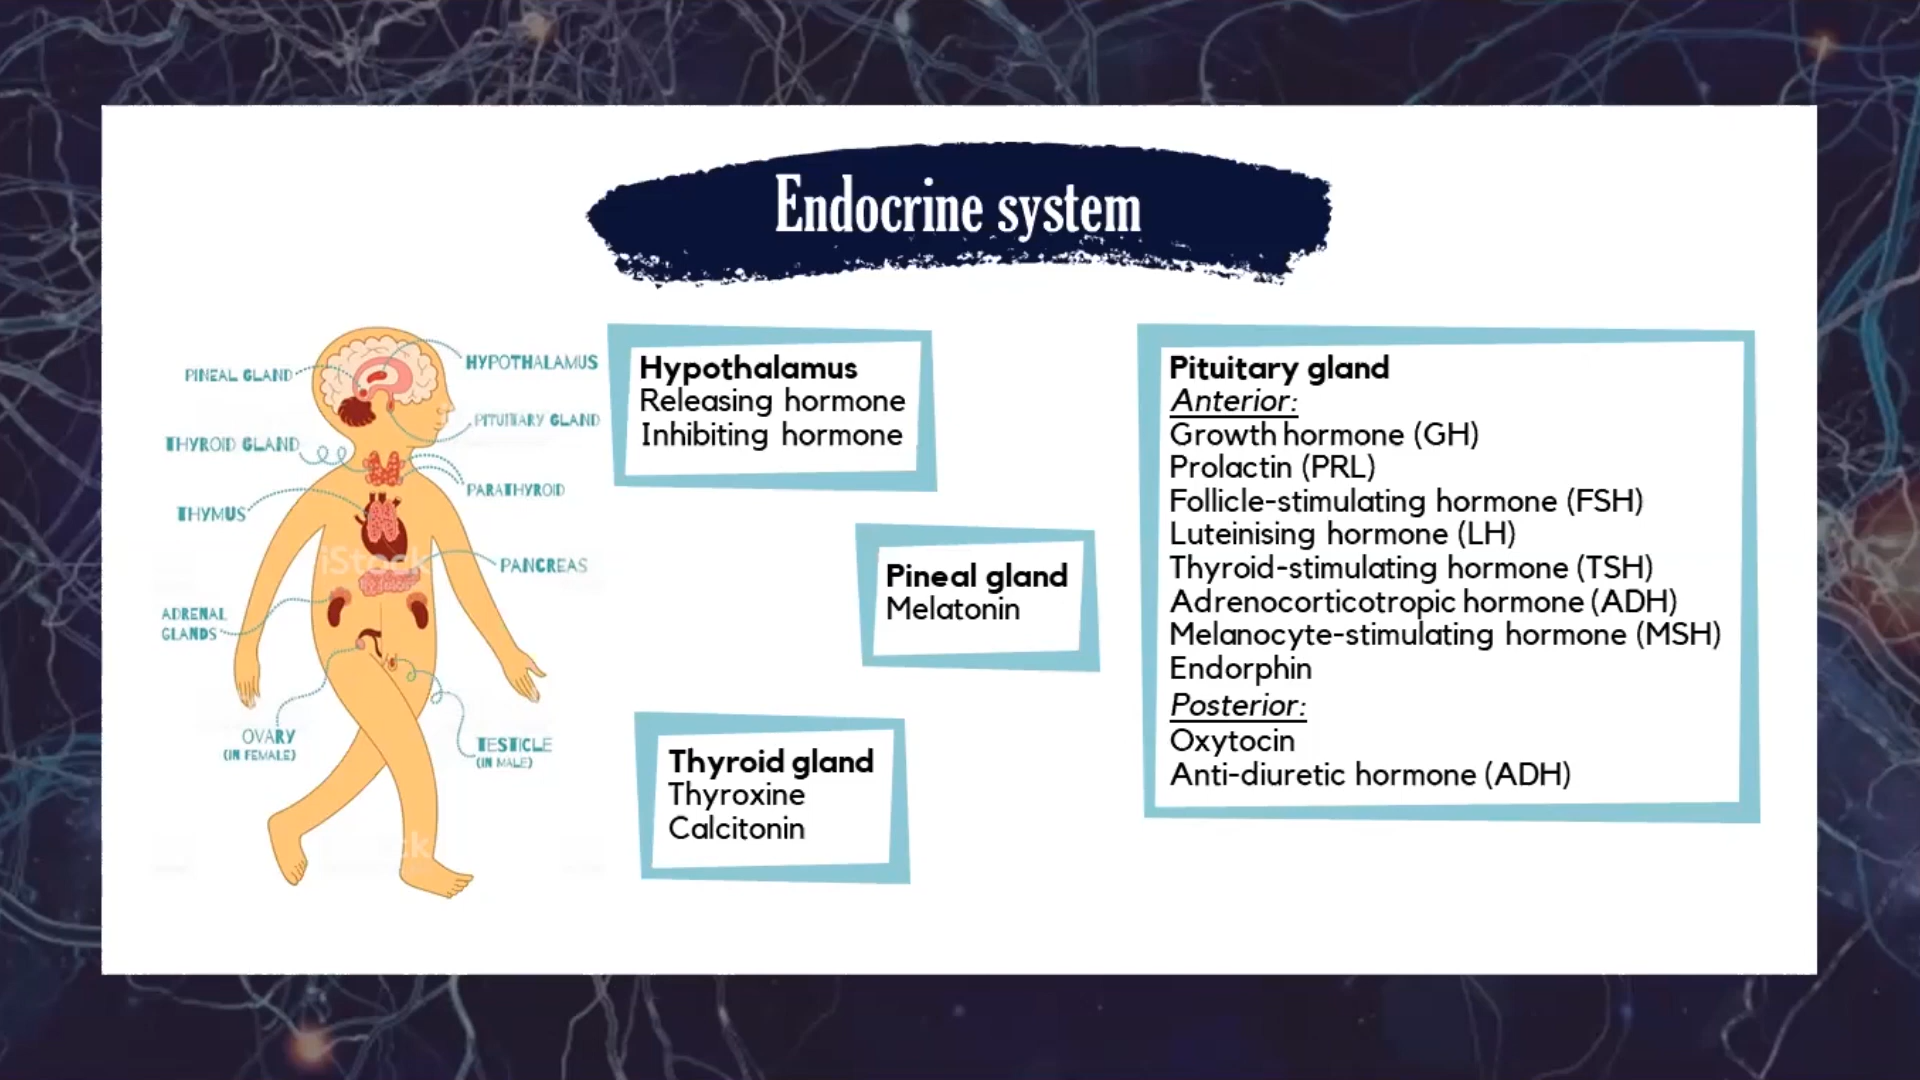 Endocrine system
PINEAL GLAND
HYPOTHALAMUS
PITUITARY GLAND
THYROID GLAND
PARATHYROID
THYMUS
iStock
PANCREAS
ADRENAL
GLANDS
OVARY
(IN FEMALE)
TESTICLE
(IN MALE)
Hypothalamus
Releasing hormone
Inhibiting hormone
Pineal gland
Melatonin
Thyroid gland
Thyroxine
Calcitonin
Pituitary gland
Anterior:
Growth hormone (GH)
Prolactin (PRL)
Follicle-stimulating hormone (FSH)
Luteinising hormone (LH)
Thyroid-stimulating hormone (TSH)
Adrenocorticotropic hormone (ADH)
Melanocyte-stimulating hormone (MSH)
Endorphin
Posterior:
Oxytocin
Anti-diuretic hormone (ADH)